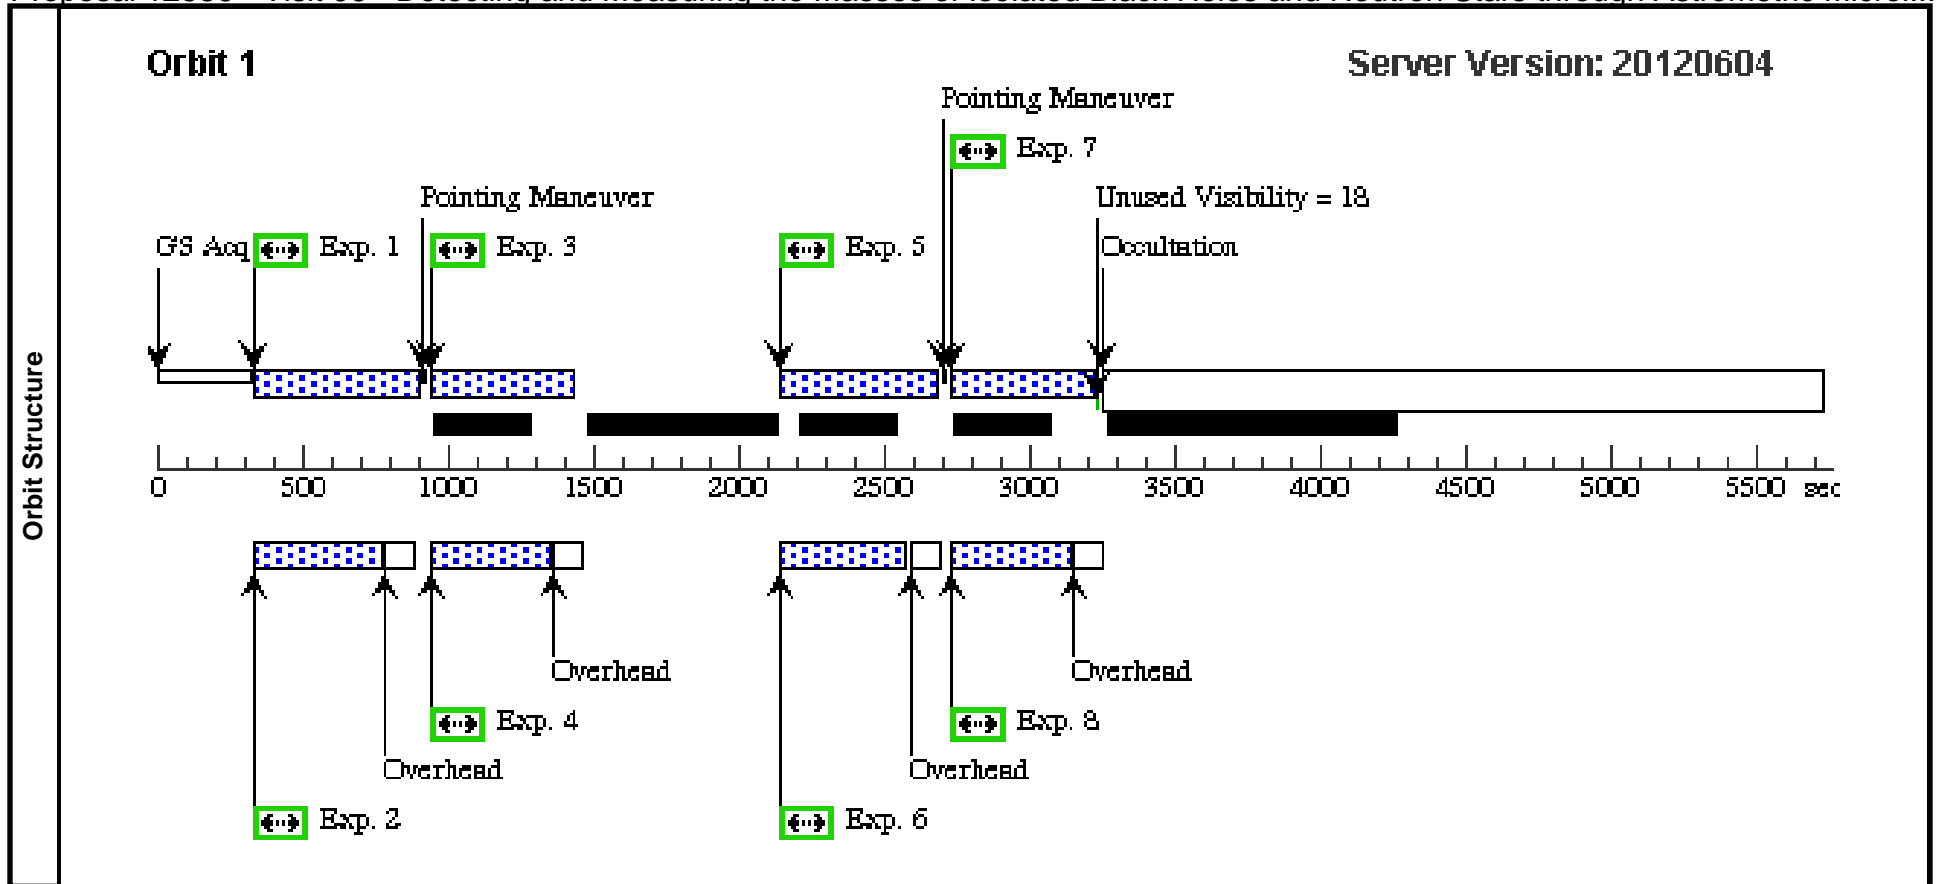 Orbit 1
Server Version: 20120604
Pointing Maneuver
Exp. 7
Pointing Maneuver
Unused Visibility = 18
GS Acq
Exp. 1
Exp. 3
Exp. 5
Occultation
Orbit Structure
0 500 1000 1500 2000 2500 3000 3500 4000 4500 5000 5500 sec
Overhead
Overhead
Exp. 4
Exp. 8
Overhead
Overhead
Exp. 2
Exp. 6